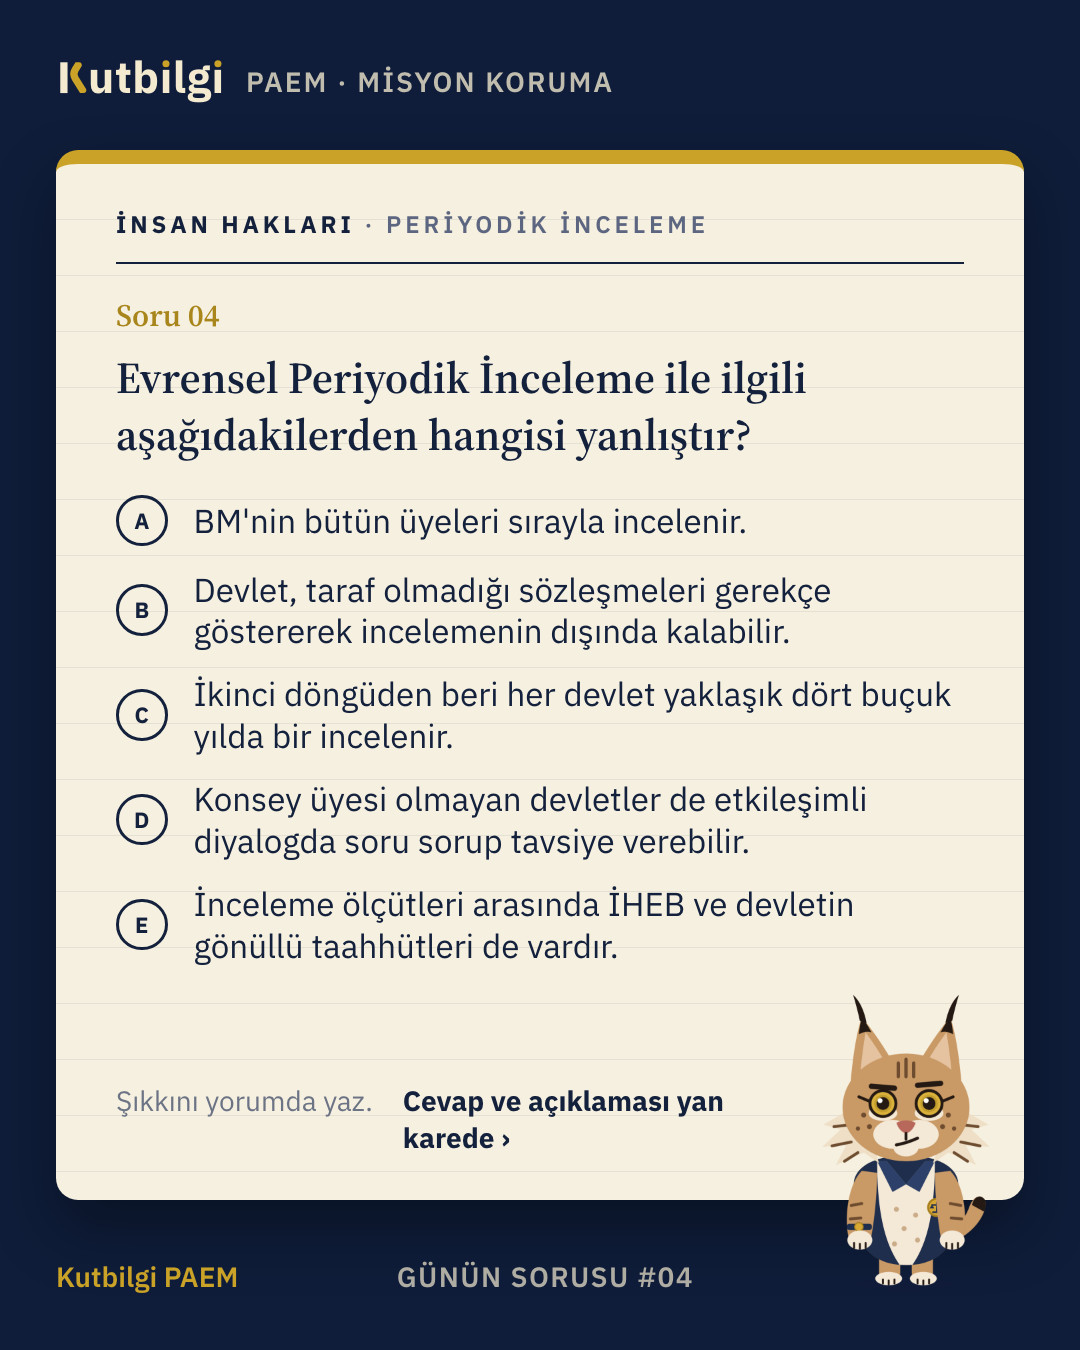 Kutbilgi PAEM · MİSYON KORUMA
İNSAN HAKLARI · PERİYODİK İNCELEME
Soru 04
Evrensel Periyodik İnceleme ile ilgili
aşağıdakilerden hangisi yanlıştır?
A BM'nin bütün üyeleri sırayla incelenir.
B Devlet, taraf olmadığı sözleşmeleri gerekçe
göstererek incelemenin dışında kalabilir.
C İkinci döngüden beri her devlet yaklaşık dört buçuk
yılda bir incelenir.
D Konsey üyesi olmayan devletler de etkileşimli
diyalogda soru sorup tavsiye verebilir.
E İnceleme ölçütleri arasında İHEB ve devletin
gönüllü taahhütleri de vardır.
Şıkkını yorumda yaz. Cevap ve açıklaması yan
karede ›
Kutbilgi PAEM GÜNÜN SORUSU #04